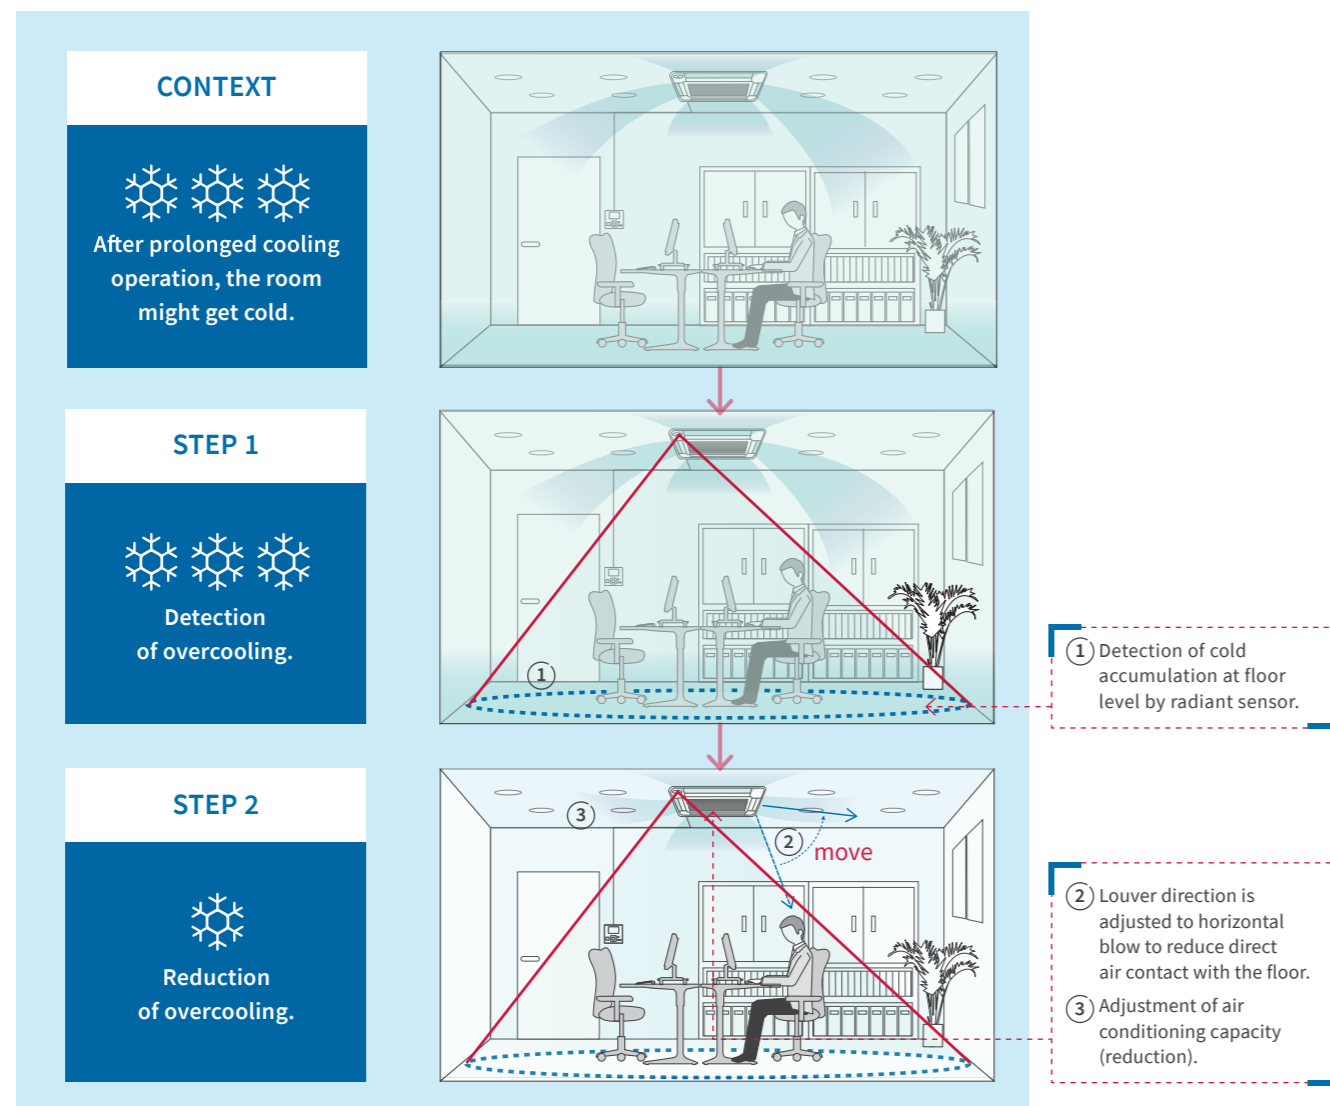 CONTEXT
After prolonged cooling
operation, the room
might get cold.
STEP 1
Detection
of overcooling.
1
1 Detection of cold
accumulation at floor
level by radiant sensor.
STEP 2
Reduction
of overcooling.
3
2
move
2 Louver direction is
adjusted to horizontal
blow to reduce direct
air contact with the floor.
3 Adjustment of air
conditioning capacity
(reduction).